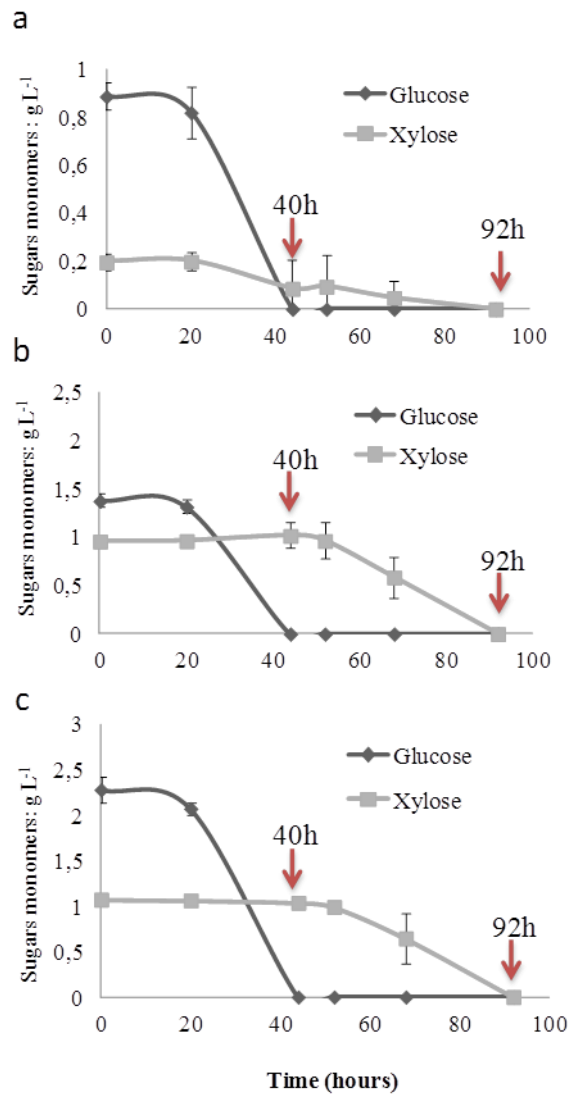 a
Sugars monomers : g L-1
1
0,8
0,6
0,4
0,2
0
Glucose
Xylose
40h
92h
0 20 40 60 80 100
b
Sugars monomers: g L-1
2,5
2
1,5
1
0,5
0
Glucose
Xylose
40h
92h
0 20 40 60 80 100
c
Sugars monomers: g L-1
3
2,5
2
1,5
1
0,5
0
Glucose
Xylose
40h
92h
0 20 40 60 80 100
Time (hours)